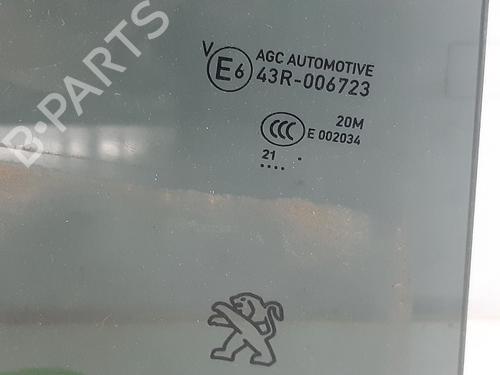 V
E6
AGC AUTOMOTIVE
43R-006723
CCC
20M
E 002034
21
B-PARTS